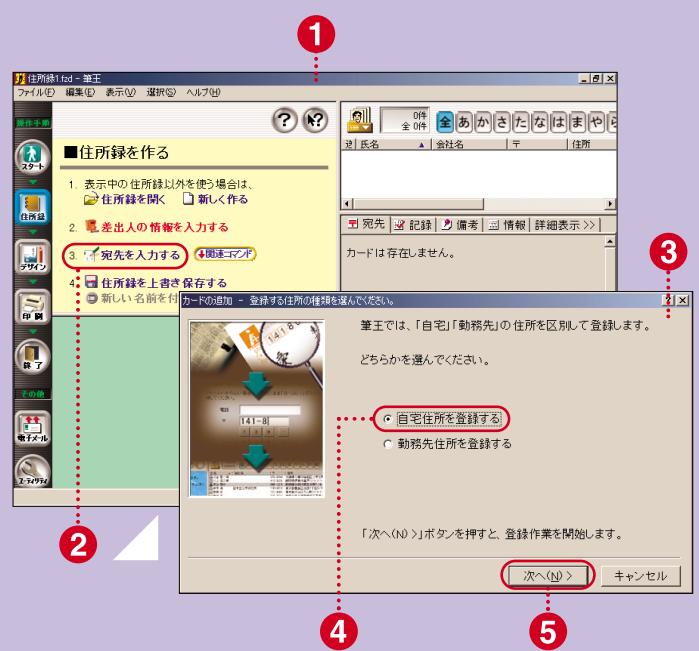 1
住所録1.fzd - 筆王
ファイル(F) 編集(E) 表示(V) 選択(S) ヘルプ(H)
操作手順
スタート
住所録
デザイン
印刷
終了
その他
電子メール
ユーティリティ
■住所録を作る
1. 表示中の住所録以外を使う場合は、
住所録を開く 新しく作る
2. 差出人の情報を入力する
3. 宛先を入力する 関連コマンド
4. 住所録を上書き保存する
新しい名前を付
0件
全 0件
全 あ か さ た な は ま や ら
氏名 会社名 〒 住所
宛先 記録 備考 情報 詳細表示 >>
カードは存在しません。
3
カードの追加 - 登録する住所の種類を選んでください。
筆王では、「自宅」「勤務先」の住所を区別して登録します。
どちらかを選んでください。
電話
〒
141-8
自宅住所を登録する
勤務先住所を登録する
「次へ(N) >」ボタンを押すと、登録作業を開始します。
次へ(N) > キャンセル
2
4
5